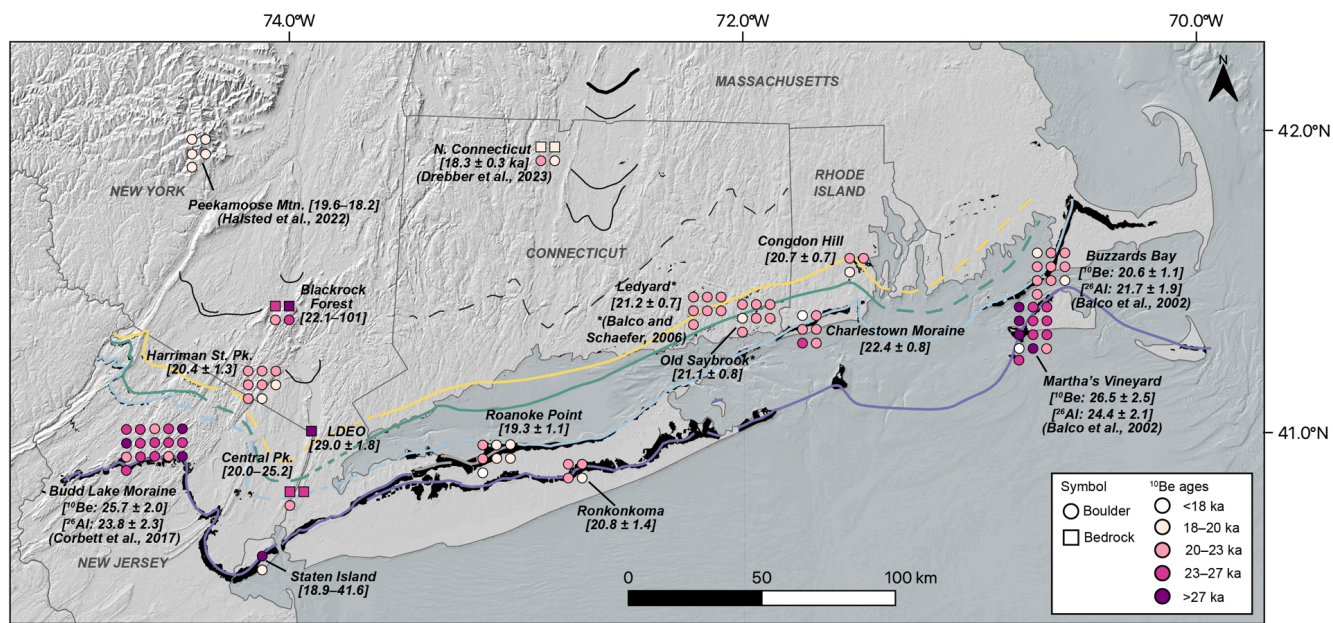 74.0°W
72.0°W
70.0°W
N
MASSACHUSETTS
42.0°N
N. Connecticut
[18.3 ± 0.3 ka]
(Drebber et al., 2023)
NEW YORK
Peekamoose Mtn. [19.6–18.2]
(Halsted et al., 2022)
RHODE
ISLAND
CONNECTICUT
Congdon Hill
[20.7 ± 0.7]
Buzzards Bay
[¹⁰Be: 20.6 ± 1.1]
[²⁶Al: 21.7 ± 1.9]
(Balco et al., 2002)
Blackrock
Forest
[22.1–101]
Ledyard*
[21.2 ± 0.7]
*(Balco and
Schaefer, 2006)
Charlestown Moraine
[22.4 ± 0.8]
Harriman St. Pk.
[20.4 ± 1.3]
Old Saybrook*
[21.1 ± 0.8]
Martha's Vineyard
[¹⁰Be: 26.5 ± 2.5]
[²⁶Al: 24.4 ± 2.1]
(Balco et al., 2002)
Roanoke Point
[19.3 ± 1.1]
LDEO
[29.0 ± 1.8]
41.0°N
Central Pk.
[20.0–25.2]
Budd Lake Moraine
[¹⁰Be: 25.7 ± 2.0]
[²⁶Al: 23.8 ± 2.3]
(Corbett et al., 2017)
Ronkonkoma
[20.8 ± 1.4]
NEW JERSEY
Staten Island
[18.9–41.6]
0
50
100 km
Symbol
Boulder
Bedrock
¹⁰Be ages
<18 ka
18–20 ka
20–23 ka
23–27 ka
>27 ka